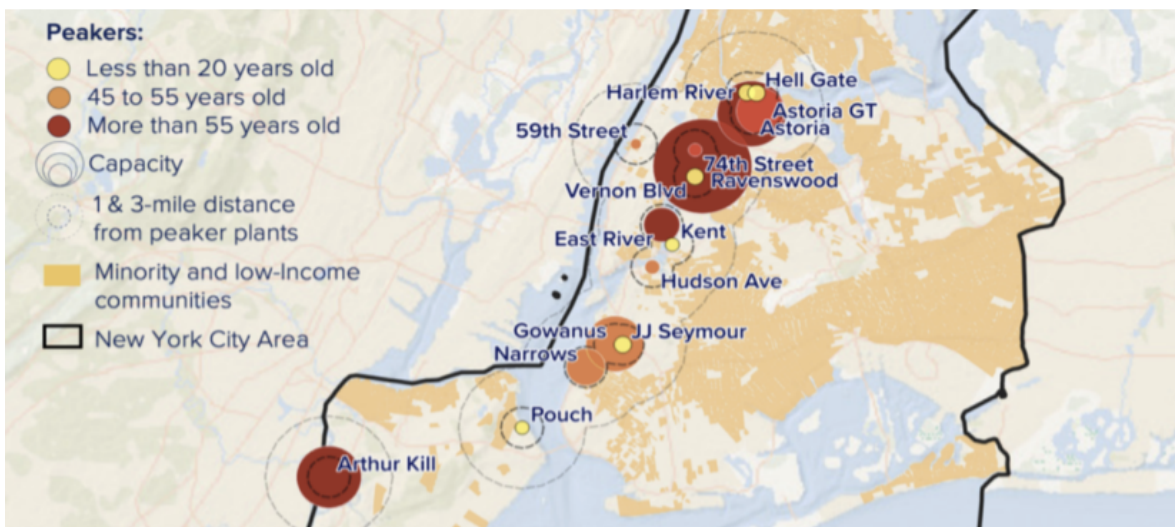 Peakers:
Less than 20 years old
45 to 55 years old
More than 55 years old
Capacity
1 & 3-mile distance
from peaker plants
Minority and low-Income
communities
New York City Area
Hell Gate
Harlem River
Astoria GT
Astoria
59th Street
74th Street
Ravenswood
Vernon Blvd
Kent
East River
Hudson Ave
Gowanus
JJ Seymour
Narrows
Pouch
Arthur Kill